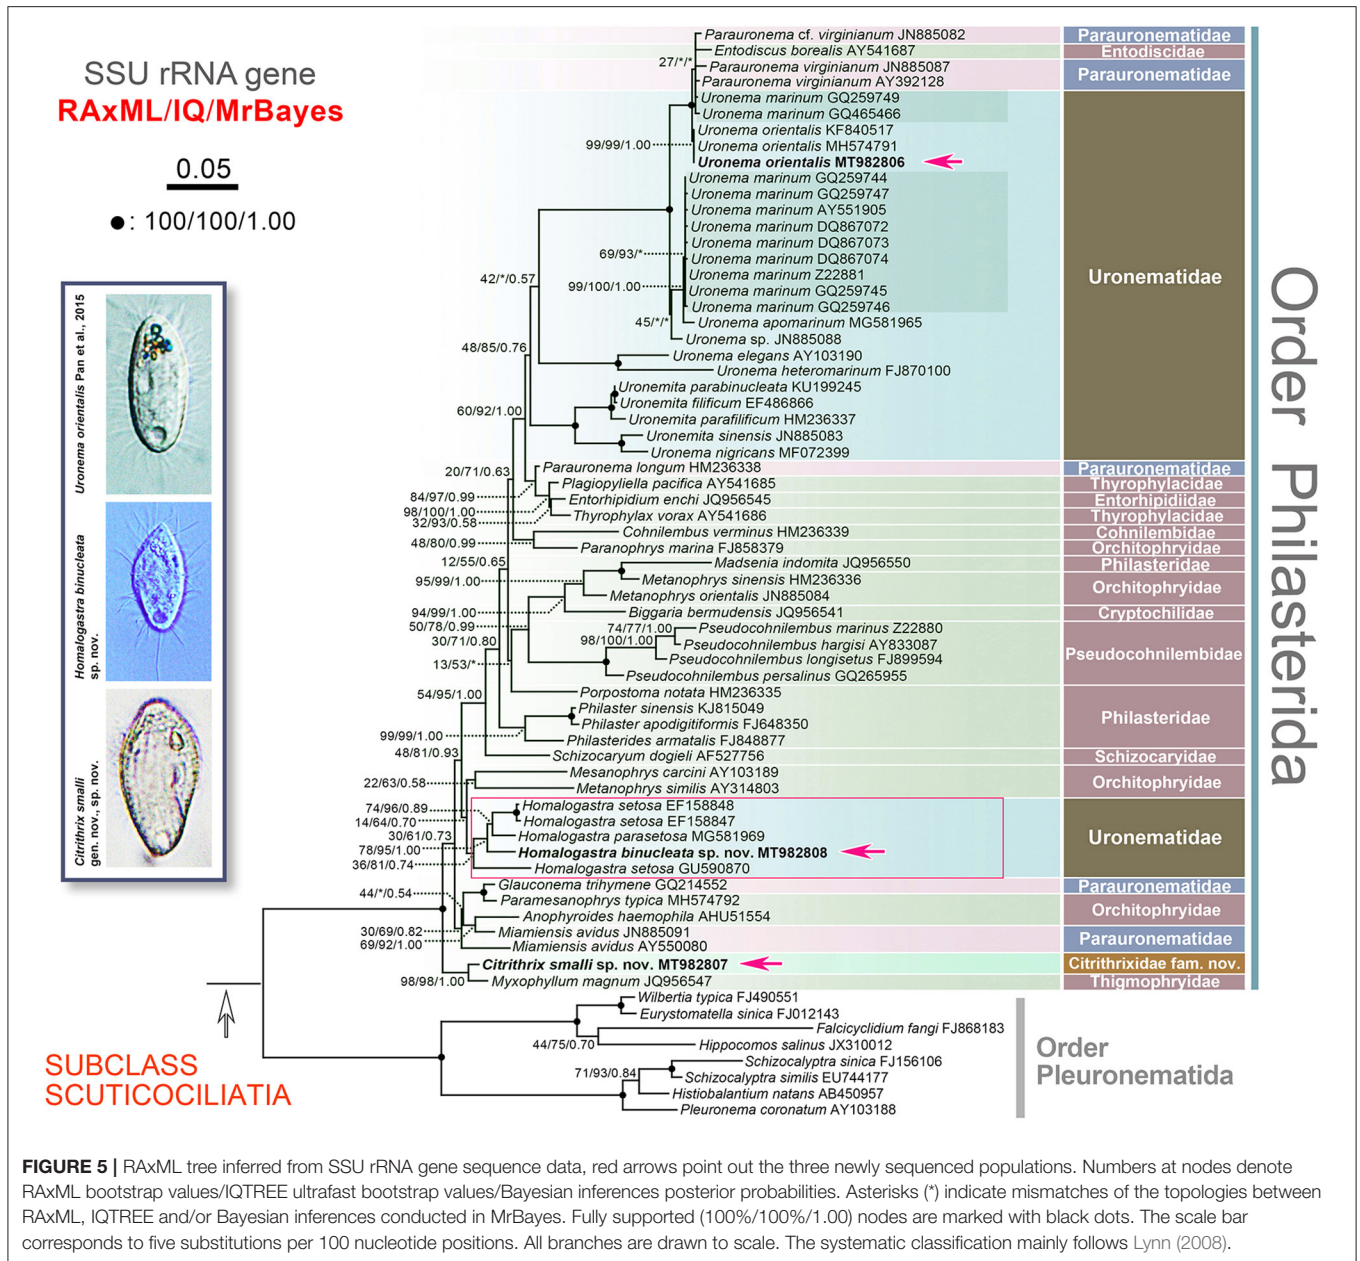 SSU rRNA gene
RAxML/IQ/MrBayes
0.05
●: 100/100/1.00
Uronema orientalis Pan et al., 2015
Homalogastra binucleata
sp. nov.
Citrithrix smalli
gen. nov., sp. nov.
Parauronema cf. virginianum JN885082
Entodiscus borealis AY541687
27/*/*
Parauronema virginianum JN885087
Parauronema virginianum AY392128
Uronema marinum GQ259749
Uronema marinum GQ465466
Uronema orientalis KF840517
99/99/1.00
Uronema orientalis MH574791
Uronema orientalis MT982806
Uronema marinum GQ259744
Uronema marinum GQ259747
Uronema marinum AY551905
Uronema marinum DQ867072
Uronema marinum DQ867073
69/93/*
Uronema marinum DQ867074
42/*/0.57
Uronema marinum Z22881
99/100/1.00
Uronema marinum GQ259745
Uronema marinum GQ259746
45/*/*
Uronema apomarinum MG581965
Uronema sp. JN885088
48/85/0.76
Uronema elegans AY103190
Uronema heteromarinum FJ870100
Uronemita parabinucleata KU199245
Uronemita filificum EF486866
60/92/1.00
Uronemita parafilificum HM236337
Uronemita sinensis JN885083
Uronema nigricans MF072399
20/71/0.63
Parauronema longum HM236338
Plagiopyliella pacifica AY541685
84/97/0.99
Entorhipidium enchi JQ956545
98/100/1.00
Thyrophylax vorax AY541686
32/93/0.58
Cohnilembus verminus HM236339
48/80/0.99
Paranophrys marina FJ858379
12/55/0.65
Madsenia indomita JQ956550
95/99/1.00
Metanophrys sinensis HM236336
Metanophrys orientalis JN885084
94/99/1.00
Biggaria bermudensis JQ956541
50/78/0.99
74/77/1.00
Pseudocohnilembus marinus Z22880
30/71/0.80
98/100/1.00
Pseudocohnilembus hargisi AY833087
Pseudocohnilembus longisetus FJ899594
13/53/*
Pseudocohnilembus persalinus GQ265955
54/95/1.00
Porpostoma notata HM236335
Philaster sinensis KJ815049
Philaster apodigitiformis FJ648350
99/99/1.00
Philasterides armatalis FJ848877
48/81/0.93
Schizocaryum dogieli AF527756
Mesanophrys carcini AY103189
22/63/0.58
Metanophrys similis AY314803
74/96/0.89
Homalogastra setosa EF158848
14/64/0.70
Homalogastra setosa EF158847
30/61/0.73
Homalogastra parasetosa MG581969
78/95/1.00
Homalogastra binucleata sp. nov. MT982808
36/81/0.74
Homalogastra setosa GU590870
44/*/0.54
Glauconema trihymene GQ214552
Paramesanophrys typica MH574792
Anophyroides haemophila AHU51554
30/69/0.82
Miamiensis avidus JN885091
69/92/1.00
Miamiensis avidus AY550080
Citrithrix smalli sp. nov. MT982807
98/98/1.00
Myxophyllum magnum JQ956547
Wilbertia typica FJ490551
Eurystomatella sinica FJ012143
Falcicyclidium fangi FJ868183
44/75/0.70
Hippocomos salinus JX310012
Schizocalyptra sinica FJ156106
71/93/0.84
Schizocalyptra similis EU744177
Histiobalantium natans AB450957
Pleuronema coronatum AY103188
Parauronematidae
Entodiscidae
Parauronematidae
Uronematidae
Parauronematidae
Thyrophylacidae
Entorhipidiidae
Thyrophylacidae
Cohnilembidae
Orchitophryidae
Philasteridae
Orchitophryidae
Cryptochilidae
Pseudocohnilembidae
Philasteridae
Schizocaryidae
Orchitophryidae
Uronematidae
Parauronematidae
Orchitophryidae
Parauronematidae
Citrithrixidae fam. nov.
Thigmophryidae
Order Philasterida
Order
Pleuronematida
SUBCLASS
SCUTICOCILIATIA
FIGURE 5 | RAxML tree inferred from SSU rRNA gene sequence data, red arrows point out the three newly sequenced populations. Numbers at nodes denote
RAxML bootstrap values/IQTREE ultrafast bootstrap values/Bayesian inferences posterior probabilities. Asterisks (*) indicate mismatches of the topologies between
RAxML, IQTREE and/or Bayesian inferences conducted in MrBayes. Fully supported (100%/100%/1.00) nodes are marked with black dots. The scale bar
corresponds to five substitutions per 100 nucleotide positions. All branches are drawn to scale. The systematic classification mainly follows Lynn (2008).